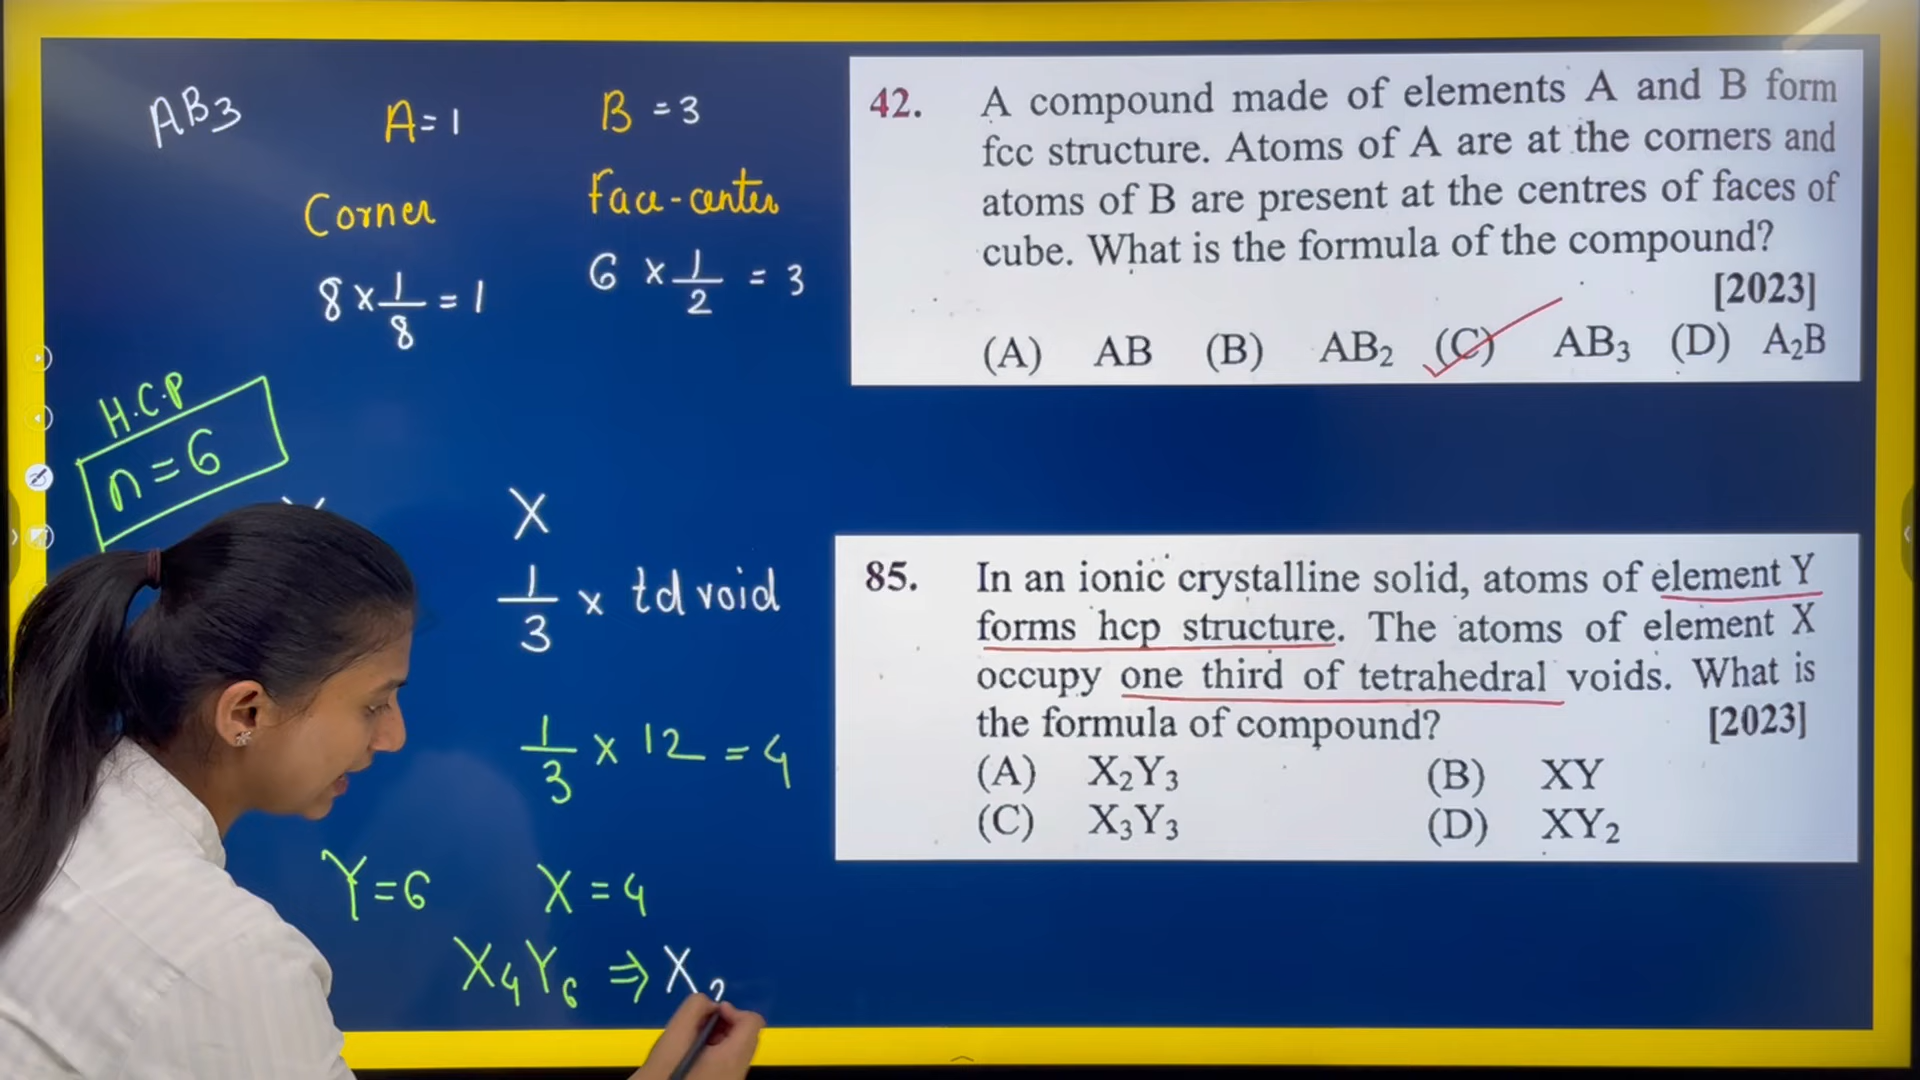 AB3
A = 1
B = 3
Corner
Face-center
8 × 1/8 = 1
6 × 1/2 = 3
H.C.P
n = 6
X
1/3 × td void
1/3 × 12 = 4
Y = 6 X = 4
X4Y6 ⇒ X2
42. A compound made of elements A and B form
fcc structure. Atoms of A are at the corners and
atoms of B are present at the centres of faces of
cube. What is the formula of the compound?
[2023]
(A) AB (B) AB2 (C) AB3 (D) A2B
85. In an ionic crystalline solid, atoms of element Y
forms hcp structure. The atoms of element X
occupy one third of tetrahedral voids. What is
the formula of compound? [2023]
(A) X2Y3 (B) XY
(C) X3Y3 (D) XY2